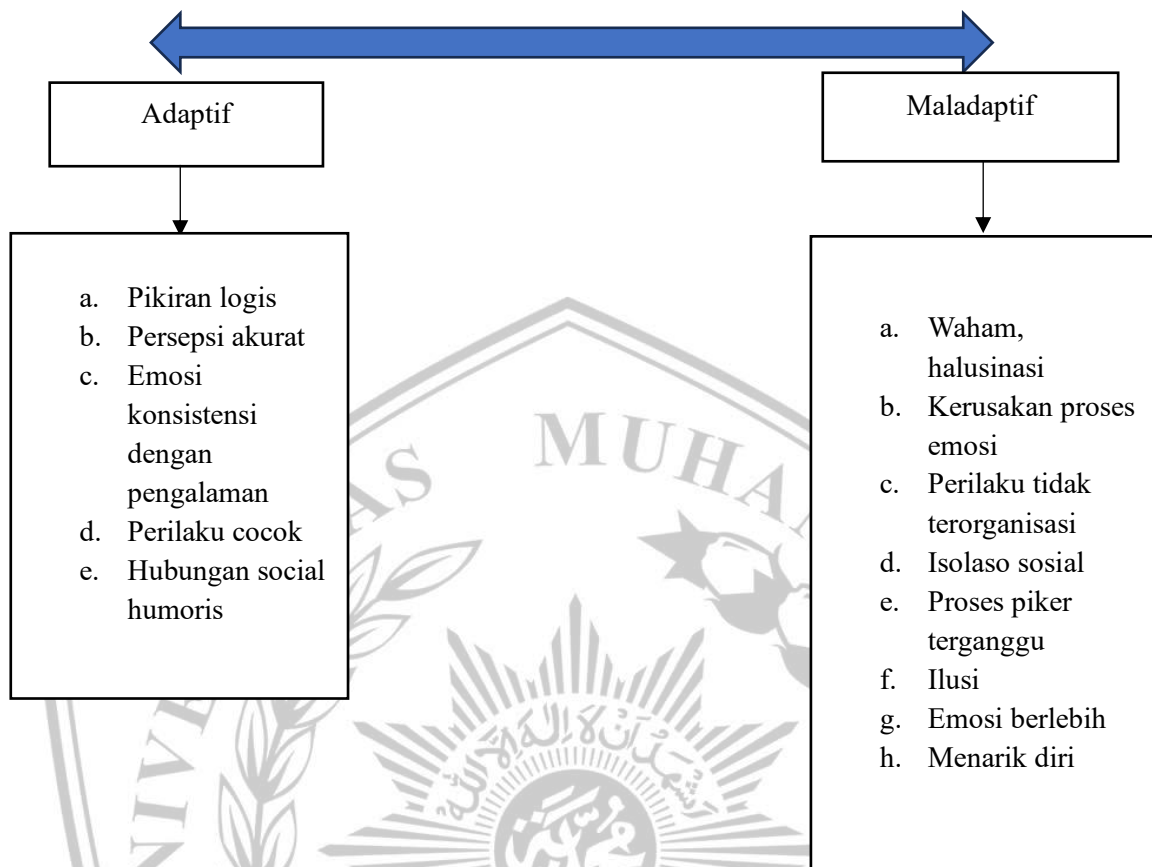 Adaptif
Maladaptif
a. Pikiran logis
b. Persepsi akurat
c. Emosi
konsistensi
dengan
pengalaman
d. Perilaku cocok
e. Hubungan social
humoris
a. Waham,
halusinasi
b. Kerusakan proses
emosi
c. Perilaku tidak
terorganisasi
d. Isolaso sosial
e. Proses piker
terganggu
f. Ilusi
g. Emosi berlebih
h. Menarik diri